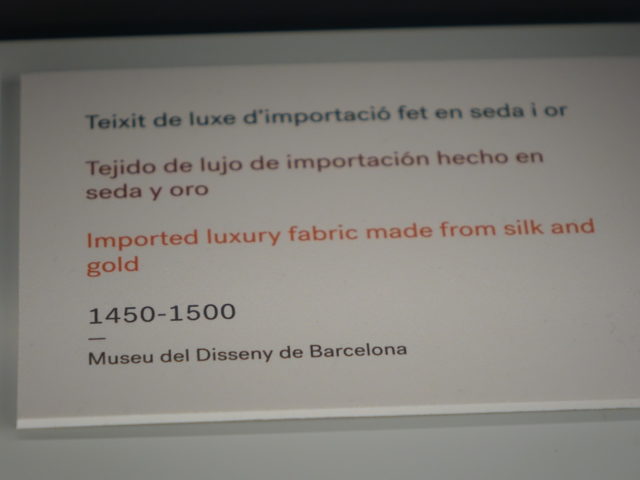 Teixit de luxe d'importació fet en seda i or
Tejido de lujo de importación hecho en
seda y oro
Imported luxury fabric made from silk and
gold
1450-1500
—
Museu del Disseny de Barcelona